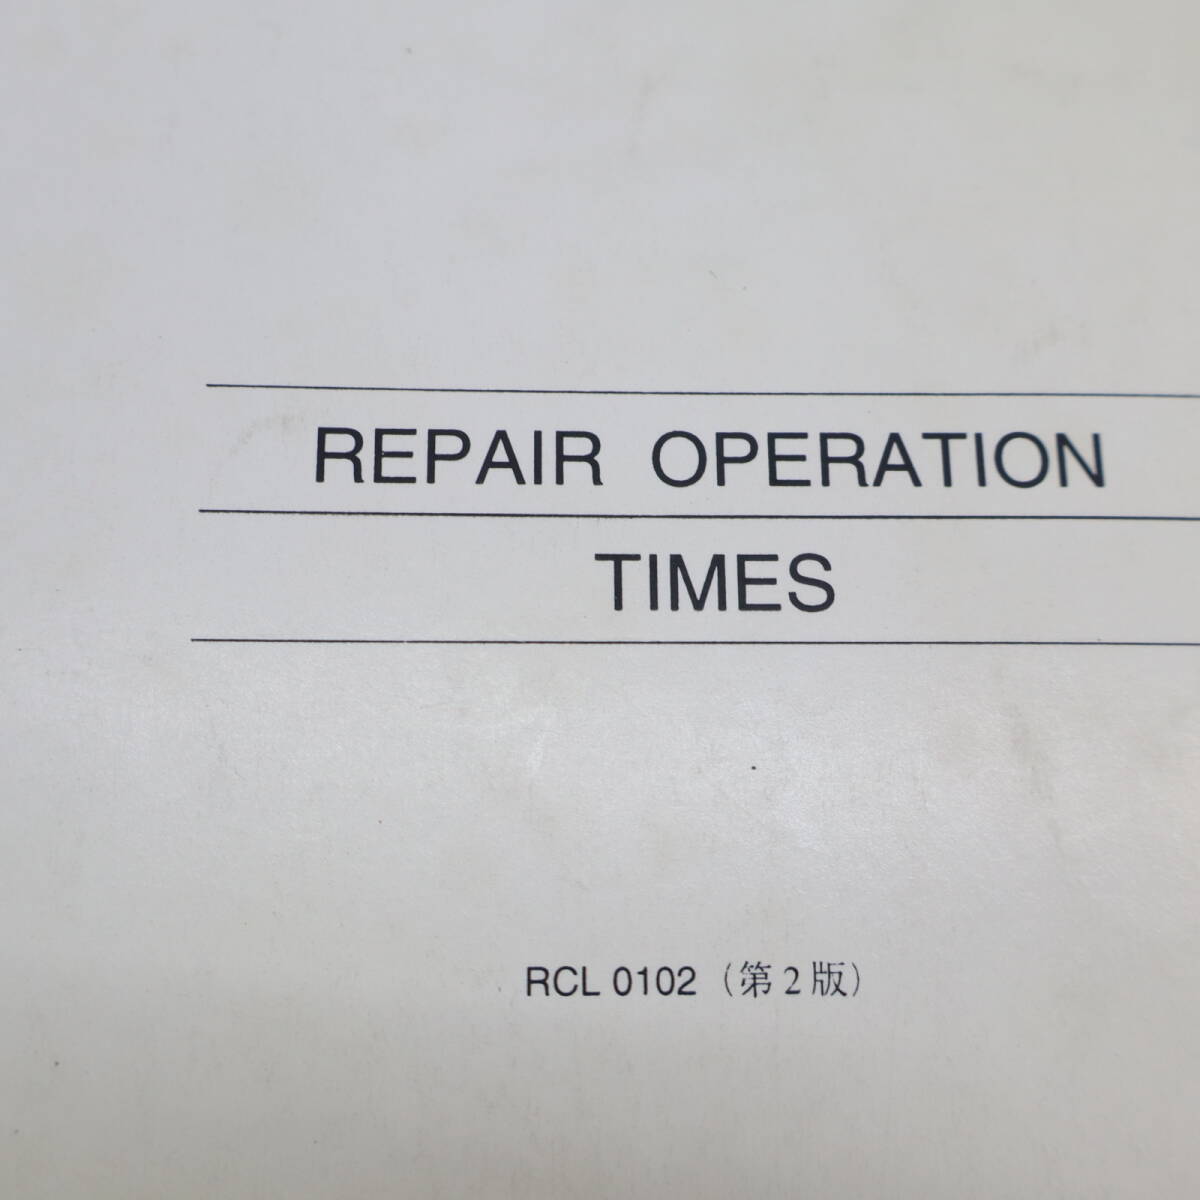 REPAIR OPERATION
TIMES
RCL 0102（第2版）